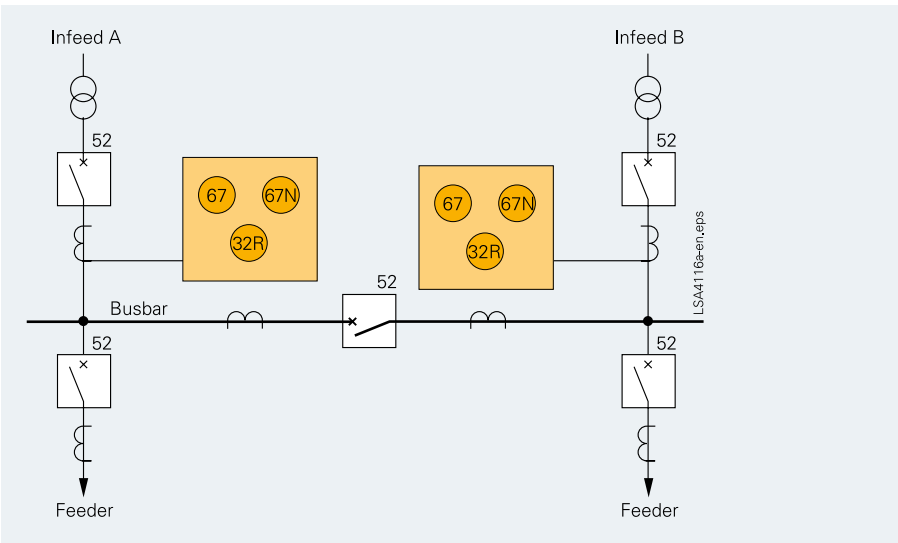 Infeed A
Infeed B
52
52
67
67N
32R
67
67N
32R
LSA4116a-en.eps
Busbar
52
52
52
Feeder
Feeder